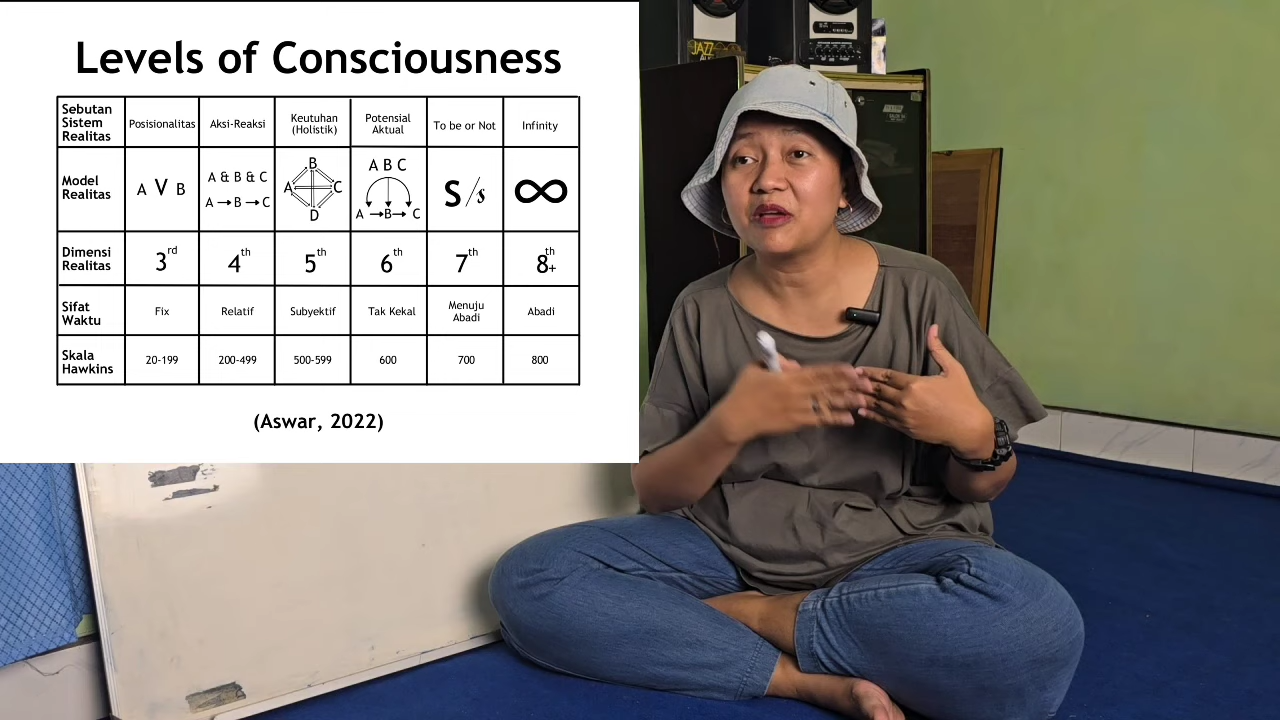 Levels of Consciousness
Sebutan
Sistem
Realitas
Posisionalitas
Aksi-Reaksi
Keutuhan
(Holistik)
Potensial
Aktual
To be or Not
Infinity
Model
Realitas
A V B
A & B & C
A → B → C
B
A C
D
A B C
A → B → C
S/s
∞
Dimensi
Realitas
3rd
4th
5th
6th
7th
8th+
Sifat
Waktu
Fix
Relatif
Subyektif
Tak Kekal
Menuju
Abadi
Abadi
Skala
Hawkins
20-199
200-499
500-599
600
700
800
(Aswar, 2022)
JAZZ